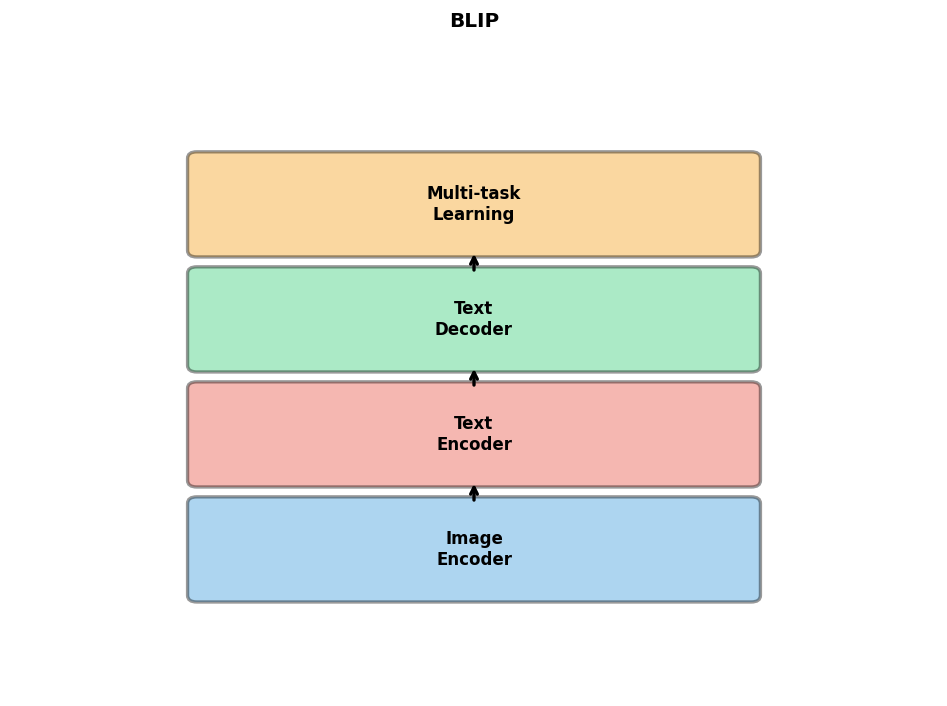 BLIP
Multi-task
Learning
Text
Decoder
Text
Encoder
Image
Encoder